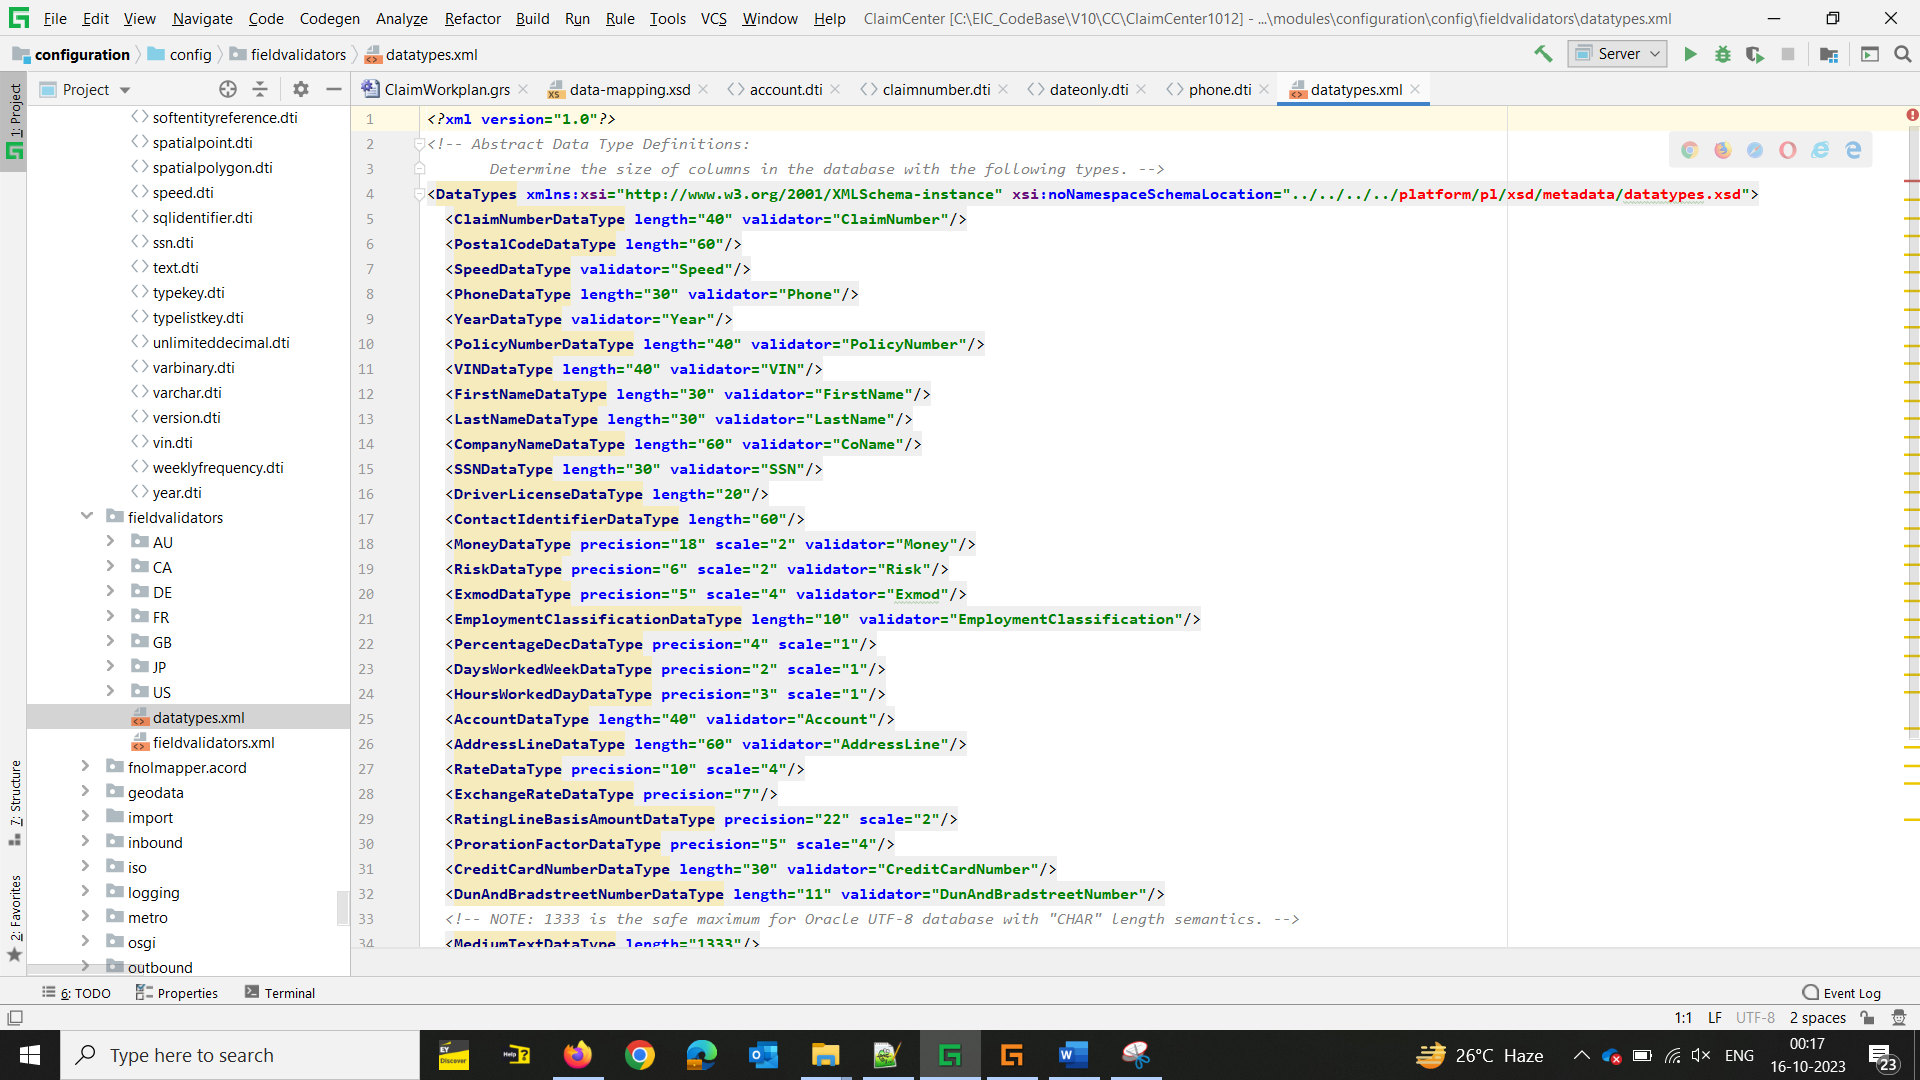 File Edit View Navigate Code Codegen Analyze Refactor Build Run Rule Tools VCS Window Help ClaimCenter [C:\EIC_CodeBase\V10\CC\ClaimCenter1012] - ...\modules\configuration\config\fieldvalidators\datatypes.xml
configuration config fieldvalidators datatypes.xml Server
Project ClaimWorkplan.grs data-mapping.xsd account.dti claimnumber.dti dateonly.dti phone.dti datatypes.xml
1: Project
7: Structure
2: Favorites
softentityreference.dti
spatialpoint.dti
spatialpolygon.dti
speed.dti
sqlidentifier.dti
ssn.dti
text.dti
typekey.dti
typelistkey.dti
unlimiteddecimal.dti
varbinary.dti
varchar.dti
version.dti
vin.dti
weeklyfrequency.dti
year.dti
fieldvalidators
AU
CA
DE
FR
GB
JP
US
datatypes.xml
fieldvalidators.xml
fnolmapper.acord
geodata
import
inbound
iso
logging
metro
osgi
outbound
1 <?xml version="1.0"?>
2 <!-- Abstract Data Type Definitions:
3 Determine the size of columns in the database with the following types. -->
4 <DataTypes xmlns:xsi="http://www.w3.org/2001/XMLSchema-instance" xsi:noNamespaceSchemaLocation="../../../../platform/pl/xsd/metadata/datatypes.xsd">
5 <ClaimNumberDataType length="40" validator="ClaimNumber"/>
6 <PostalCodeDataType length="60"/>
7 <SpeedDataType validator="Speed"/>
8 <PhoneDataType length="30" validator="Phone"/>
9 <YearDataType validator="Year"/>
10 <PolicyNumberDataType length="40" validator="PolicyNumber"/>
11 <VINDataType length="40" validator="VIN"/>
12 <FirstNameDataType length="30" validator="FirstName"/>
13 <LastNameDataType length="30" validator="LastName"/>
14 <CompanyNameDataType length="60" validator="CoName"/>
15 <SSNDataType length="30" validator="SSN"/>
16 <DriverLicenseDataType length="20"/>
17 <ContactIdentifierDataType length="60"/>
18 <MoneyDataType precision="18" scale="2" validator="Money"/>
19 <RiskDataType precision="6" scale="2" validator="Risk"/>
20 <ExmodDataType precision="5" scale="4" validator="Exmod"/>
21 <EmploymentClassificationDataType length="10" validator="EmploymentClassification"/>
22 <PercentageDecDataType precision="4" scale="1"/>
23 <DaysWorkedWeekDataType precision="2" scale="1"/>
24 <HoursWorkedDayDataType precision="3" scale="1"/>
25 <AccountDataType length="40" validator="Account"/>
26 <AddressLineDataType length="60" validator="AddressLine"/>
27 <RateDataType precision="10" scale="4"/>
28 <ExchangeRateDataType precision="7"/>
29 <RatingLineBasisAmountDataType precision="22" scale="2"/>
30 <ProrationFactorDataType precision="5" scale="4"/>
31 <CreditCardNumberDataType length="30" validator="CreditCardNumber"/>
32 <DunAndBradstreetNumberDataType length="11" validator="DunAndBradstreetNumber"/>
33 <!-- NOTE: 1333 is the safe maximum for Oracle UTF-8 database with "CHAR" length semantics. -->
34 <MediumTextDataType length="1333"/>
6: TODO Properties Terminal Event Log
1:1 LF UTF-8 2 spaces
Type here to search EY Discover Help ? 26°C Haze ENG 00:17
16-10-2023 23